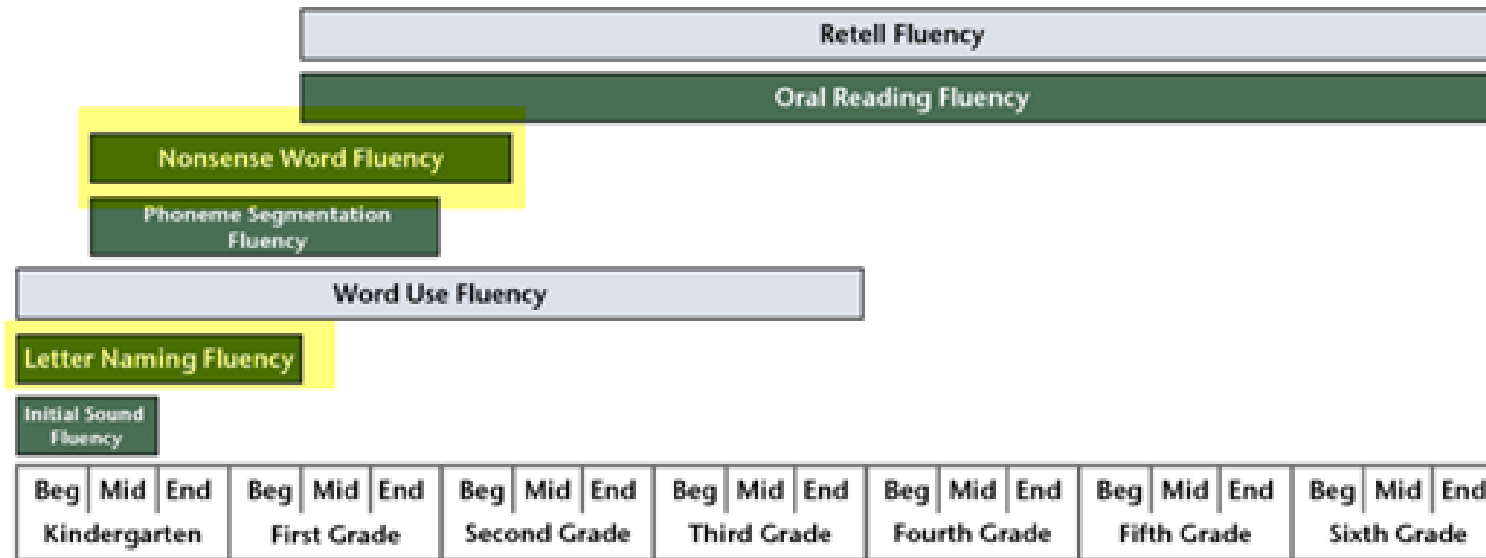 Retell Fluency
Oral Reading Fluency
Nonsense Word Fluency
Phoneme Segmentation
Fluency
Word Use Fluency
Letter Naming Fluency
Initial Sound
Fluency
Beg Mid End Beg Mid End Beg Mid End Beg Mid End Beg Mid End Beg Mid End Beg Mid End
Kindergarten First Grade Second Grade Third Grade Fourth Grade Fifth Grade Sixth Grade